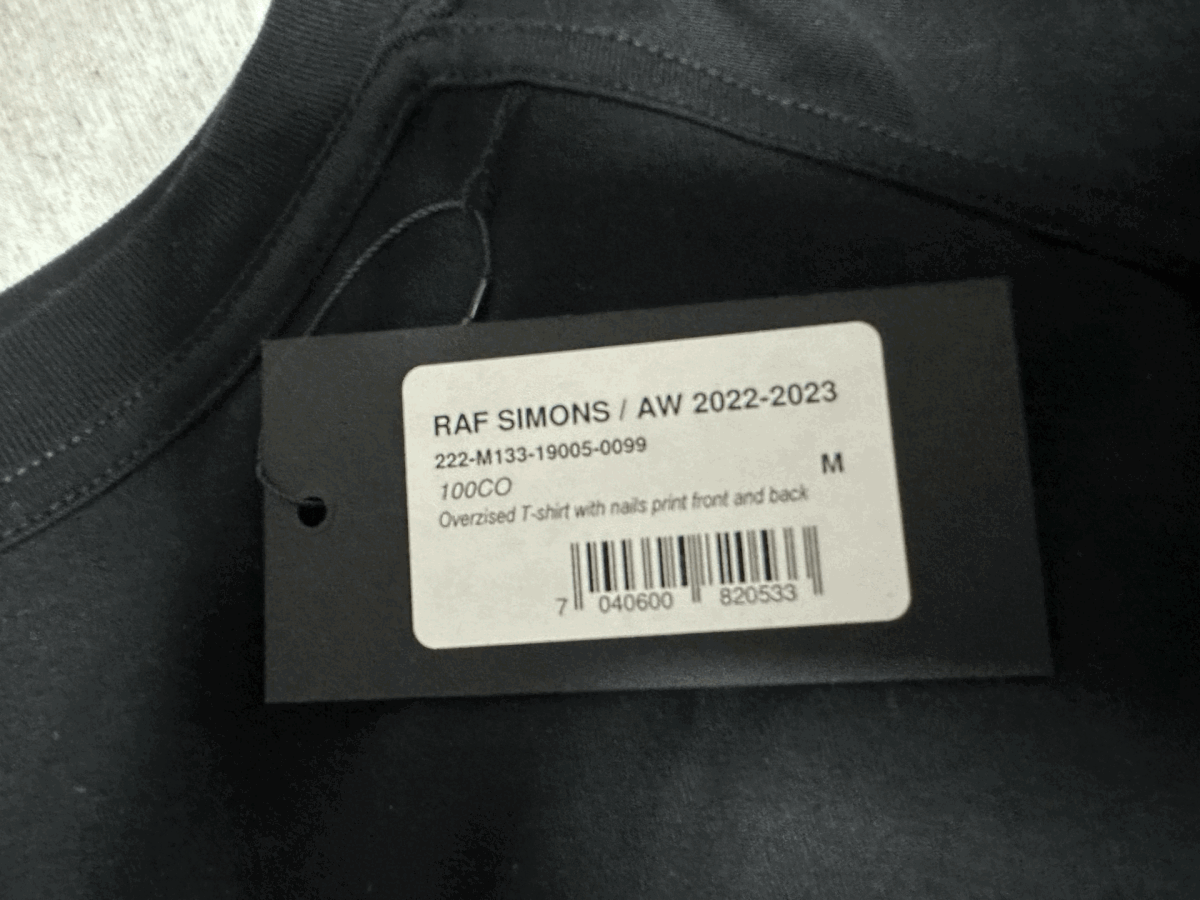 RAF SIMONS / AW 2022-2023
222-M133-19005-0099
M
100CO
Overzised T-shirt with nails print front and back
7 040600 820533